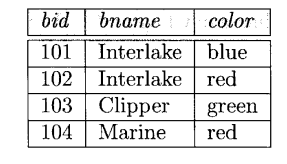 bid bname color
101 Interlake blue
102 Interlake red
103 Clipper green
104 Marine red